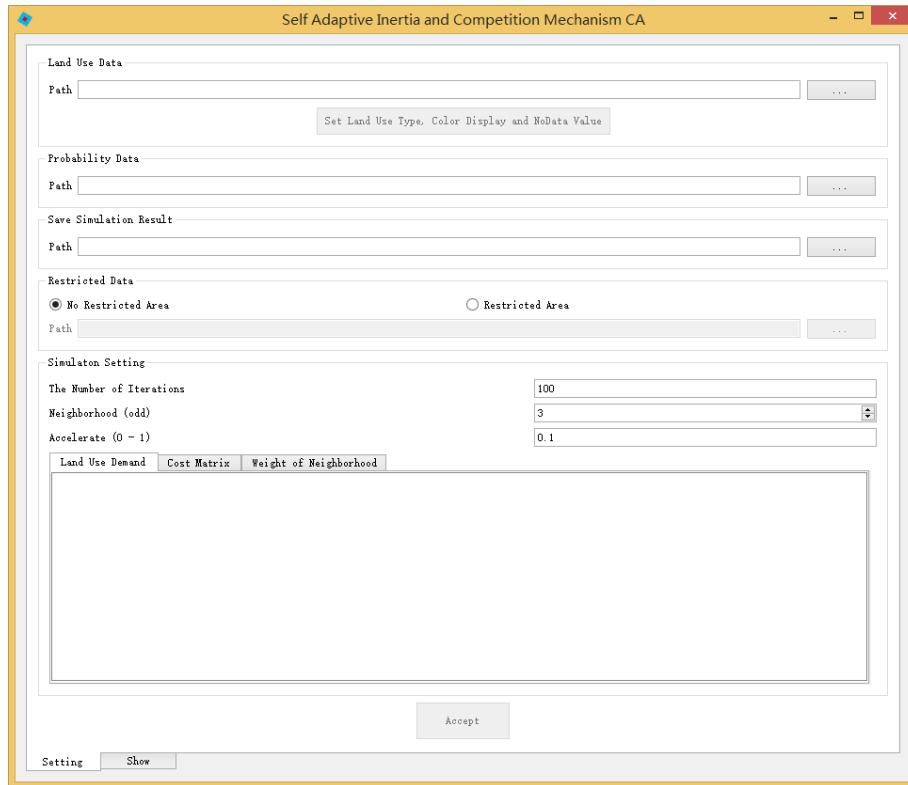 Self Adaptive Inertia and Competition Mechanism CA
Land Use Data
Path
...
Set Land Use Type, Color Display and NoData Value
Probability Data
Path
...
Save Simulation Result
Path
...
Restricted Data
No Restricted Area
Restricted Area
Path
...
Simulaton Setting
The Number of Iterations
100
Neighborhood (odd)
3
Accelerate (0 - 1)
0.1
Land Use Demand
Cost Matrix
Weight of Neighborhood
Accept
Setting
Show